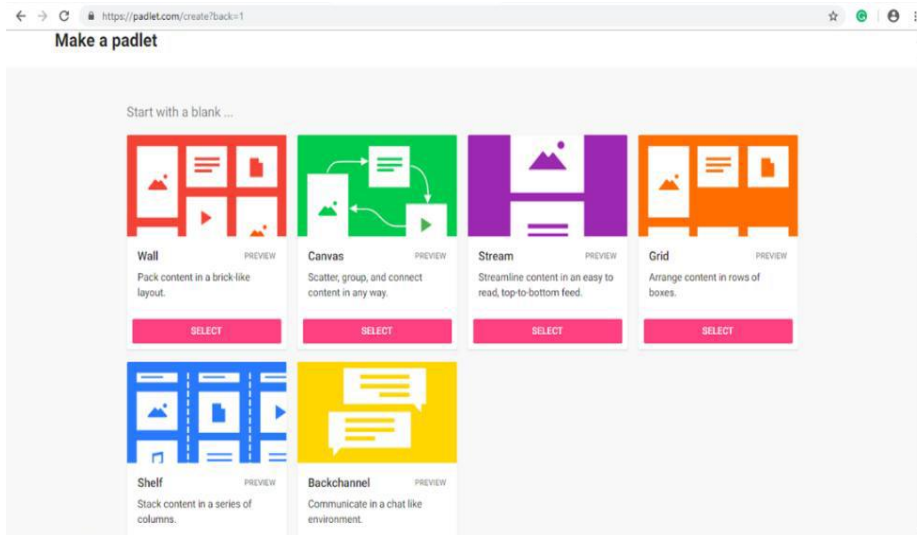 https://padlet.com/create?back=1
Make a padlet
Start with a blank ...
Wall PREVIEW
Pack content in a brick-like
layout.
SELECT
Canvas PREVIEW
Scatter, group, and connect
content in any way.
SELECT
Stream PREVIEW
Streamline content in an easy to
read, top-to-bottom feed.
SELECT
Grid PREVIEW
Arrange content in rows of
boxes.
SELECT
Shelf PREVIEW
Stack content in a series of
columns.
Backchannel PREVIEW
Communicate in a chat like
environment.